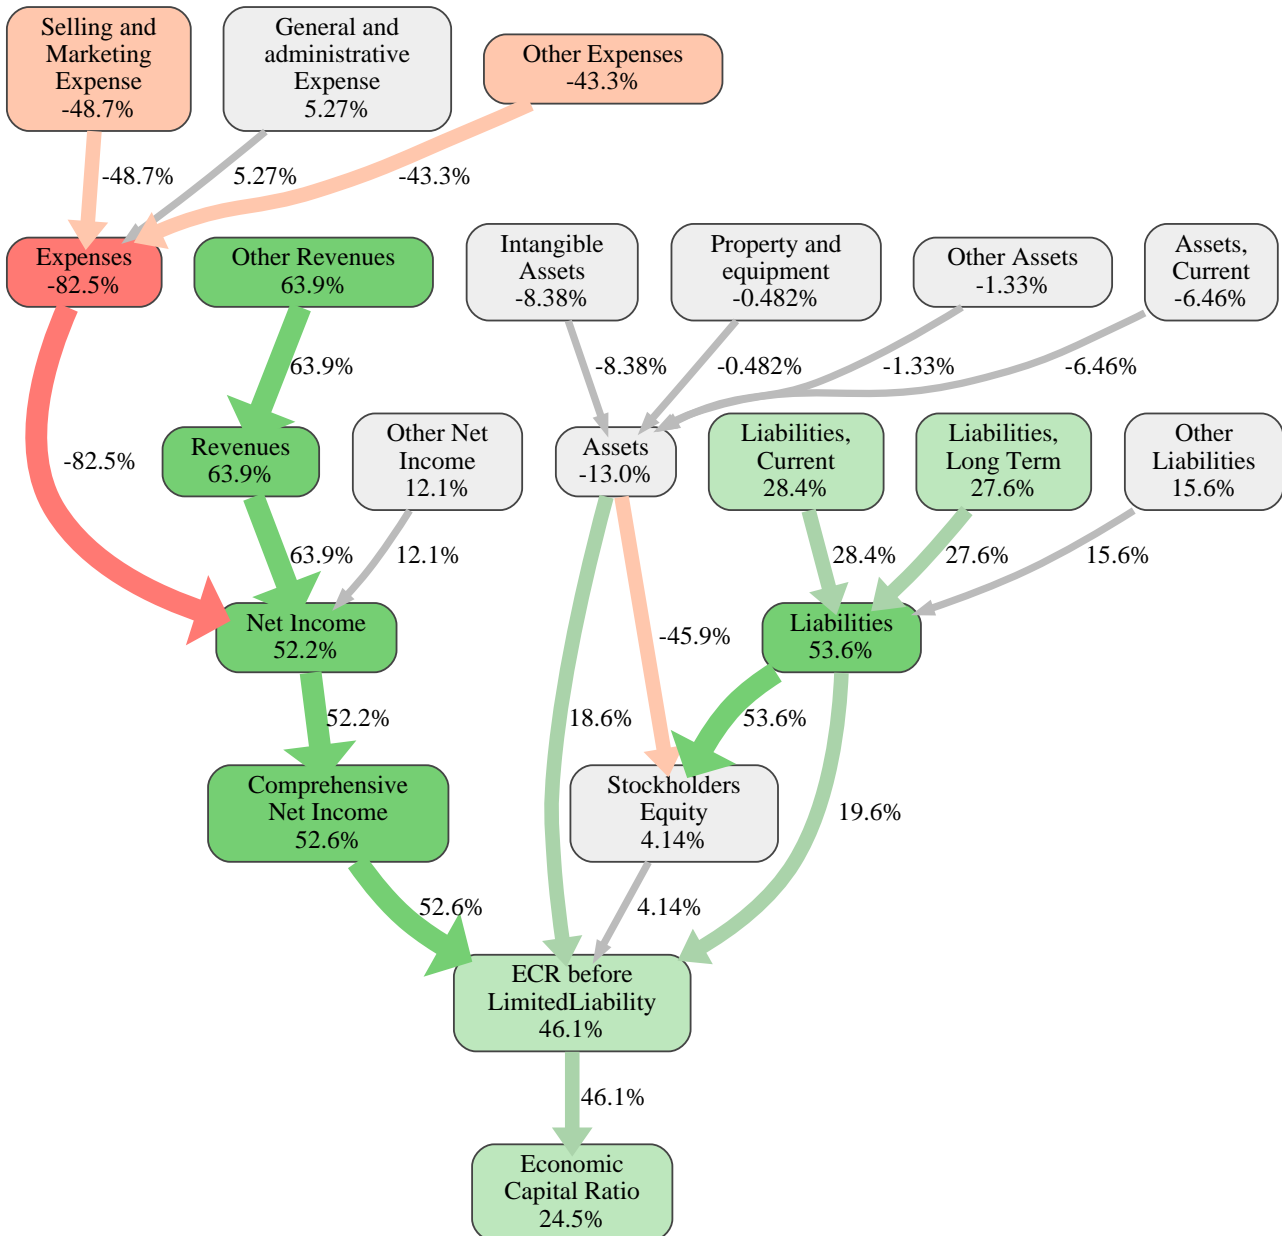 Selling and
Marketing
Expense
-48.7%
General and
administrative
Expense
5.27%
Other Expenses
-43.3%
-48.7%
5.27%
-43.3%
Expenses
-82.5%
Other Revenues
63.9%
Intangible
Assets
-8.38%
Property and
equipment
-0.482%
Other Assets
-1.33%
Assets,
Current
-6.46%
63.9%
-8.38%
-0.482%
-1.33%
-6.46%
-82.5%
Revenues
63.9%
Other Net
Income
12.1%
Assets
-13.0%
Liabilities,
Current
28.4%
Liabilities,
Long Term
27.6%
Other
Liabilities
15.6%
63.9%
12.1%
28.4%
27.6%
15.6%
Net Income
52.2%
-45.9%
Liabilities
53.6%
52.2%
18.6%
53.6%
Comprehensive
Net Income
52.6%
Stockholders
Equity
4.14%
19.6%
52.6%
4.14%
ECR before
LimitedLiability
46.1%
46.1%
Economic
Capital Ratio
24.5%